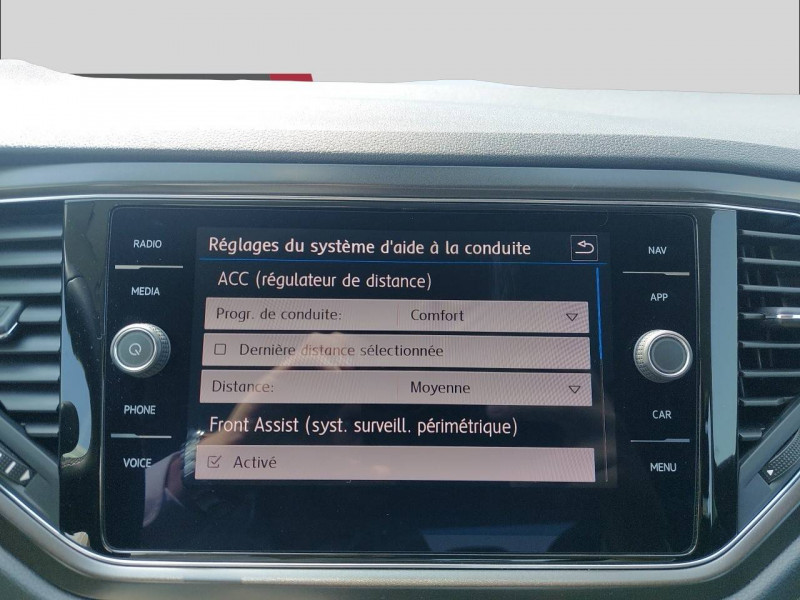 RADIO
MEDIA
PHONE
VOICE
Réglages du système d'aide à la conduite
ACC (régulateur de distance)
Progr. de conduite: Comfort
Dernière distance sélectionnée
Distance: Moyenne
Front Assist (syst. surveill. périmétrique)
Activé
NAV
APP
CAR
MENU